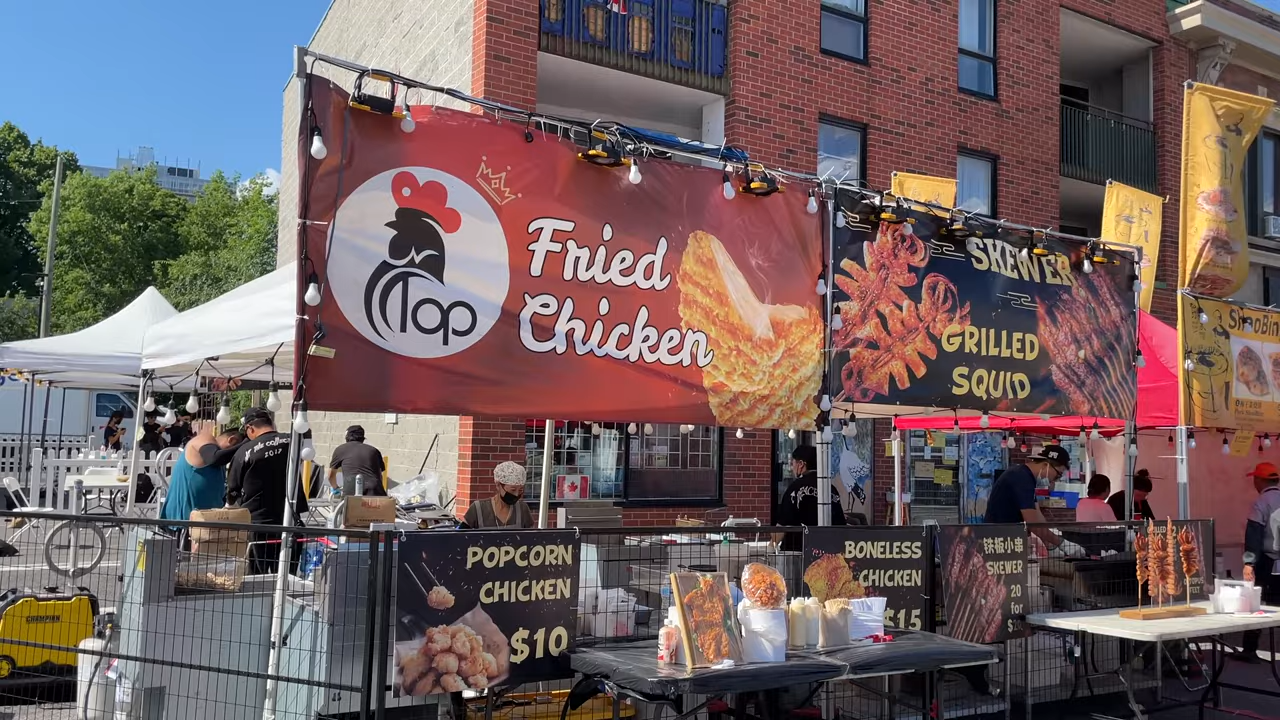 Top
Fried
Chicken
SKEWER
GRILLED
SQUID
POPCORN
CHICKEN
$10
BONELESS
CHICKEN
$15
铁板小串
SKEWER
20
for
CHAMPION